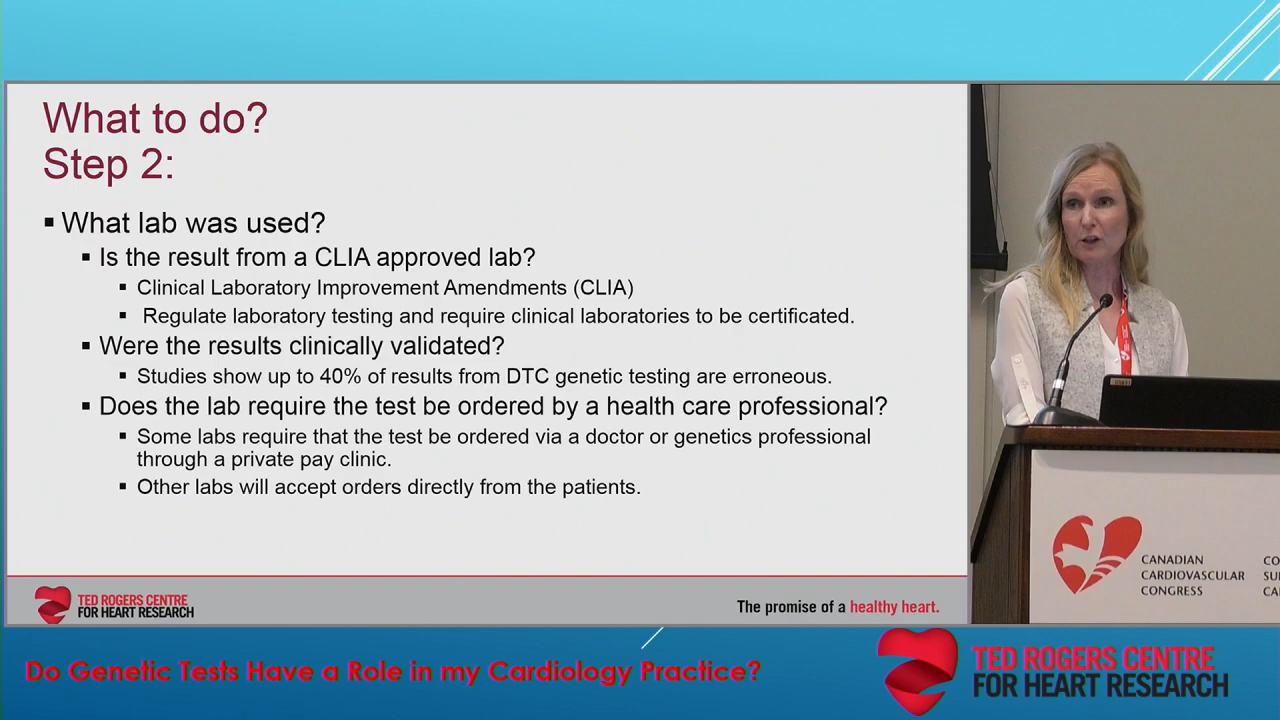 What to do?
Step 2:
▪ What lab was used?
▪ Is the result from a CLIA approved lab?
▪ Clinical Laboratory Improvement Amendments (CLIA)
▪ Regulate laboratory testing and require clinical laboratories to be certificated.
▪ Were the results clinically validated?
▪ Studies show up to 40% of results from DTC genetic testing are erroneous.
▪ Does the lab require the test be ordered by a health care professional?
▪ Some labs require that the test be ordered via a doctor or genetics professional
through a private pay clinic.
▪ Other labs will accept orders directly from the patients.
TED ROGERS CENTRE
FOR HEART RESEARCH
The promise of a healthy heart.
CANADIAN
CARDIOVASCULAR
CONGRESS
CO
SU
CA
Do Genetic Tests Have a Role in my Cardiology Practice?
TED ROGERS CENTRE
FOR HEART RESEARCH